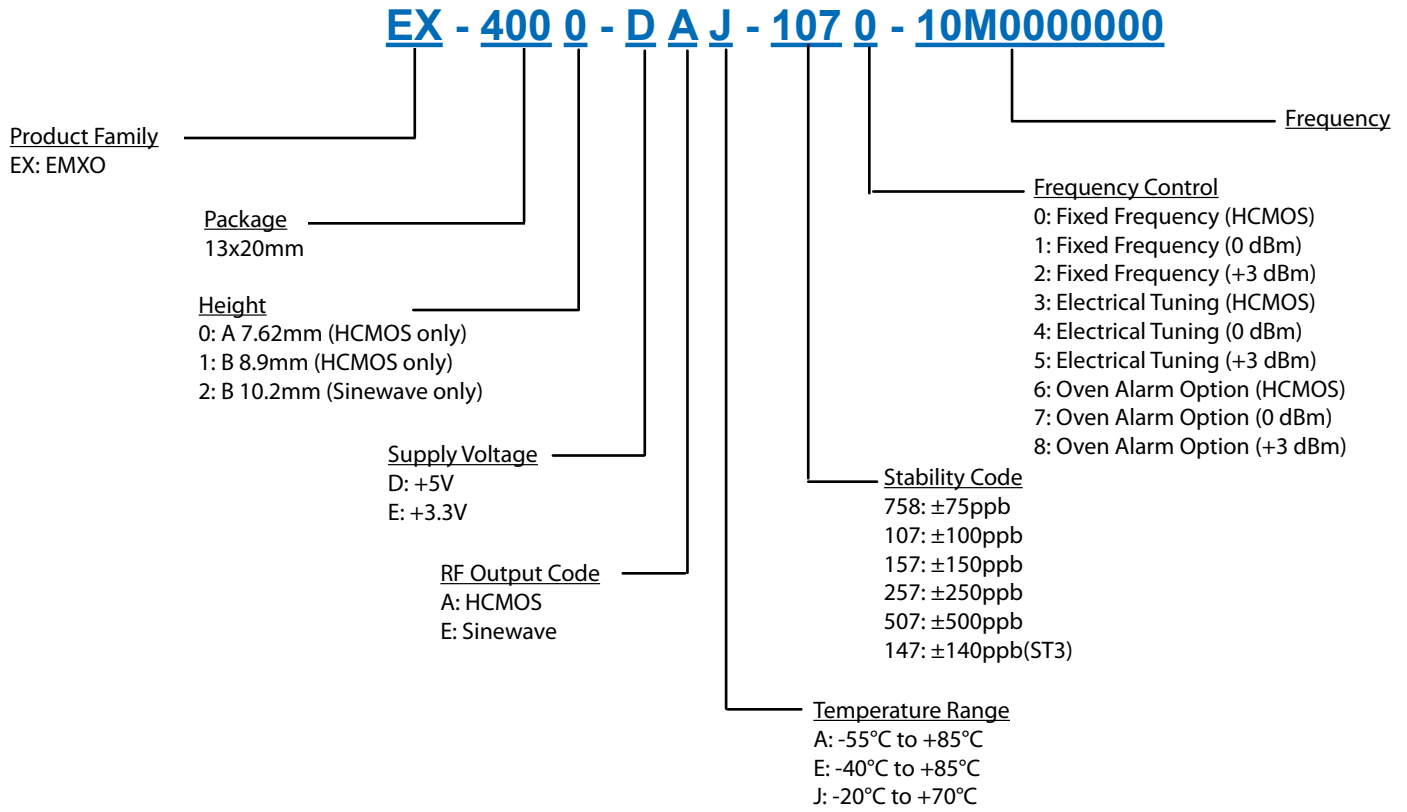 EX - 400 0 - D A J - 107 0 - 10M0000000
Product Family
EX: EMXO
Package
13x20mm
Height
0: A 7.62mm (HCMOS only)
1: B 8.9mm (HCMOS only)
2: B 10.2mm (Sinewave only)
Supply Voltage
D: +5V
E: +3.3V
RF Output Code
A: HCMOS
E: Sinewave
Temperature Range
A: -55°C to +85°C
E: -40°C to +85°C
J: -20°C to +70°C
Stability Code
758: ±75ppb
107: ±100ppb
157: ±150ppb
257: ±250ppb
507: ±500ppb
147: ±140ppb(ST3)
Frequency Control
0: Fixed Frequency (HCMOS)
1: Fixed Frequency (0 dBm)
2: Fixed Frequency (+3 dBm)
3: Electrical Tuning (HCMOS)
4: Electrical Tuning (0 dBm)
5: Electrical Tuning (+3 dBm)
6: Oven Alarm Option (HCMOS)
7: Oven Alarm Option (0 dBm)
8: Oven Alarm Option (+3 dBm)
Frequency